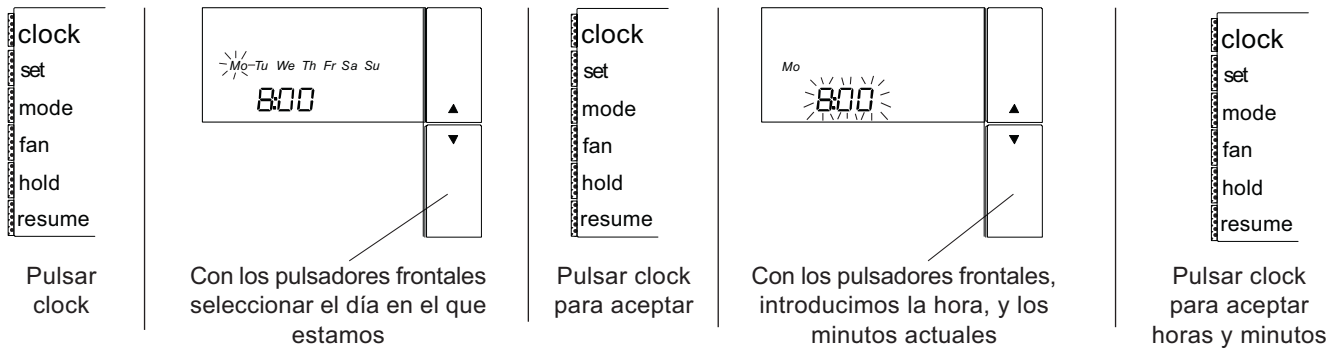 clock
set
mode
fan
hold
resume
Pulsar
clock
Mo Tu We Th Fr Sa Su
8:00
▲
▼
Con los pulsadores frontales
seleccionar el día en el que
estamos
clock
set
mode
fan
hold
resume
Pulsar clock
para aceptar
Mo
8:00
▲
▼
Con los pulsadores frontales,
introducimos la hora, y los
minutos actuales
clock
set
mode
fan
hold
resume
Pulsar clock
para aceptar
horas y minutos